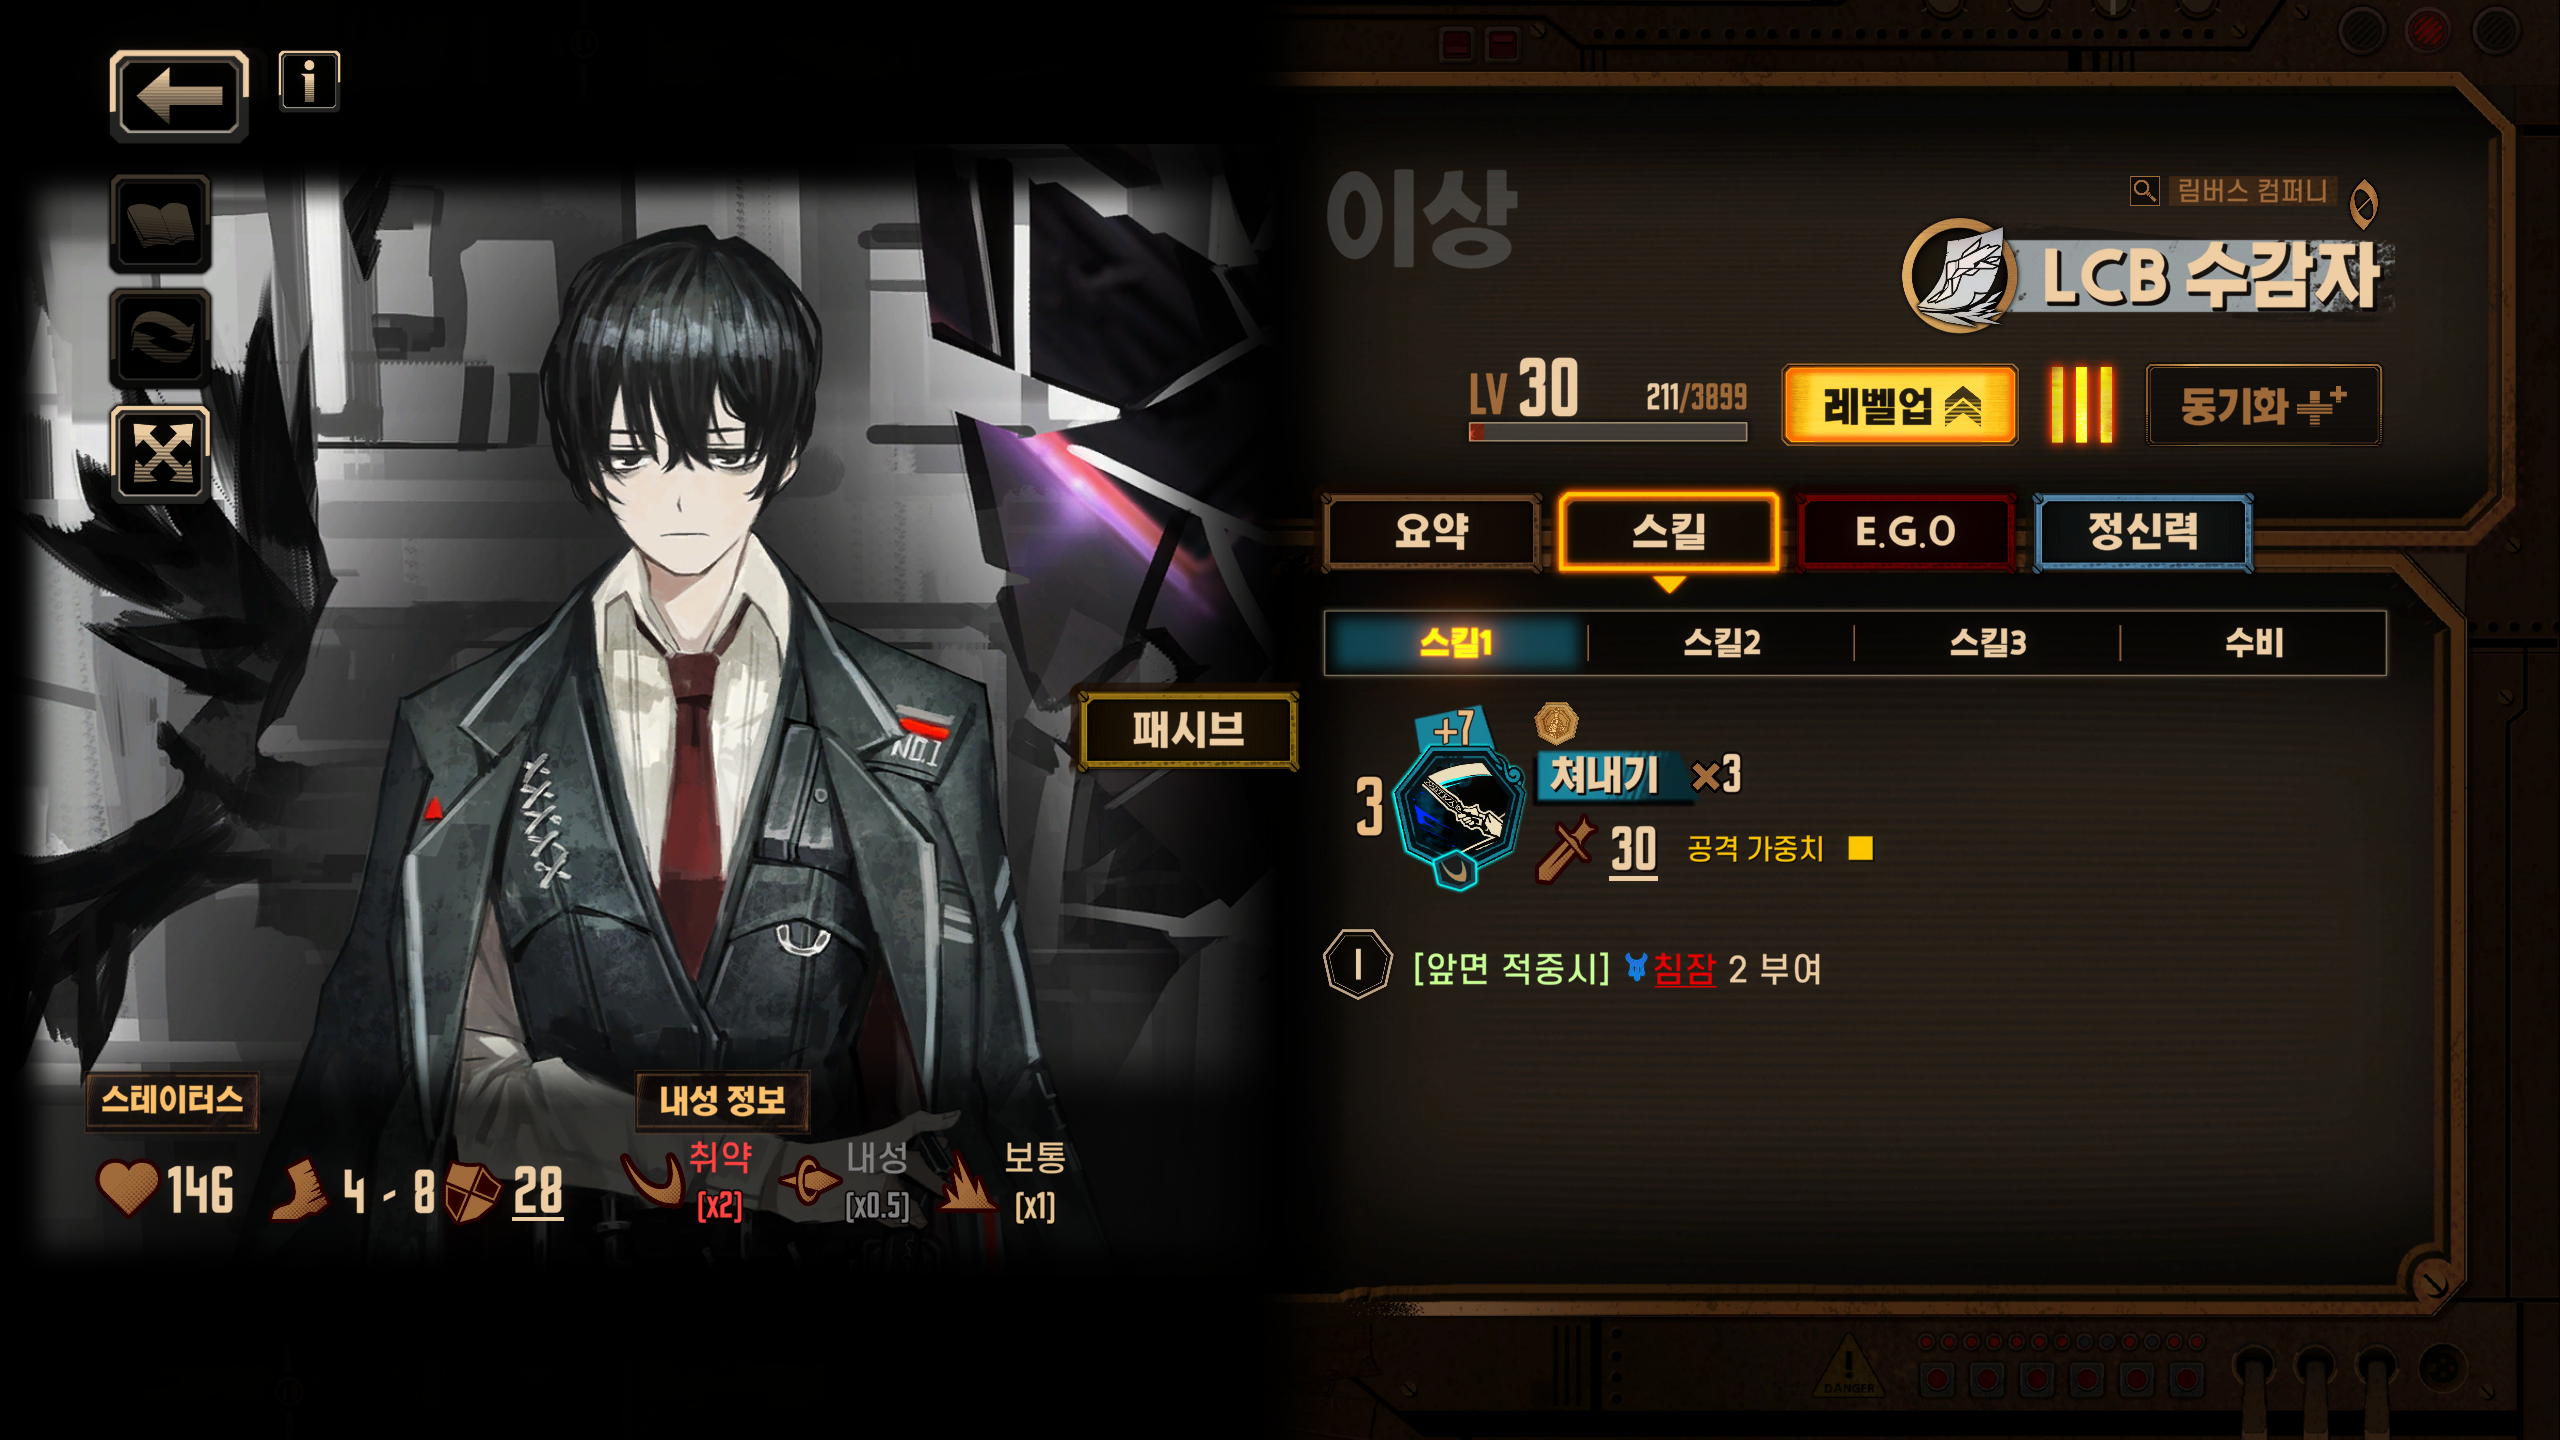 이상
림버스 컴퍼니
LCB 수감자
LV 30 211/3899 레벨업 동기화
요약 스킬 E.G.O 정신력
스킬1 스킬2 스킬3 수비
+7
3 쳐내기 ×3
30 공격 가중치
I [앞면 적중시] 침잠 2 부여
NO.1
패시브
스테이터스 내성 정보
146 4 - 8 28
취약 [x2] 내성 [x0.5] 보통 [x1]
DANGER